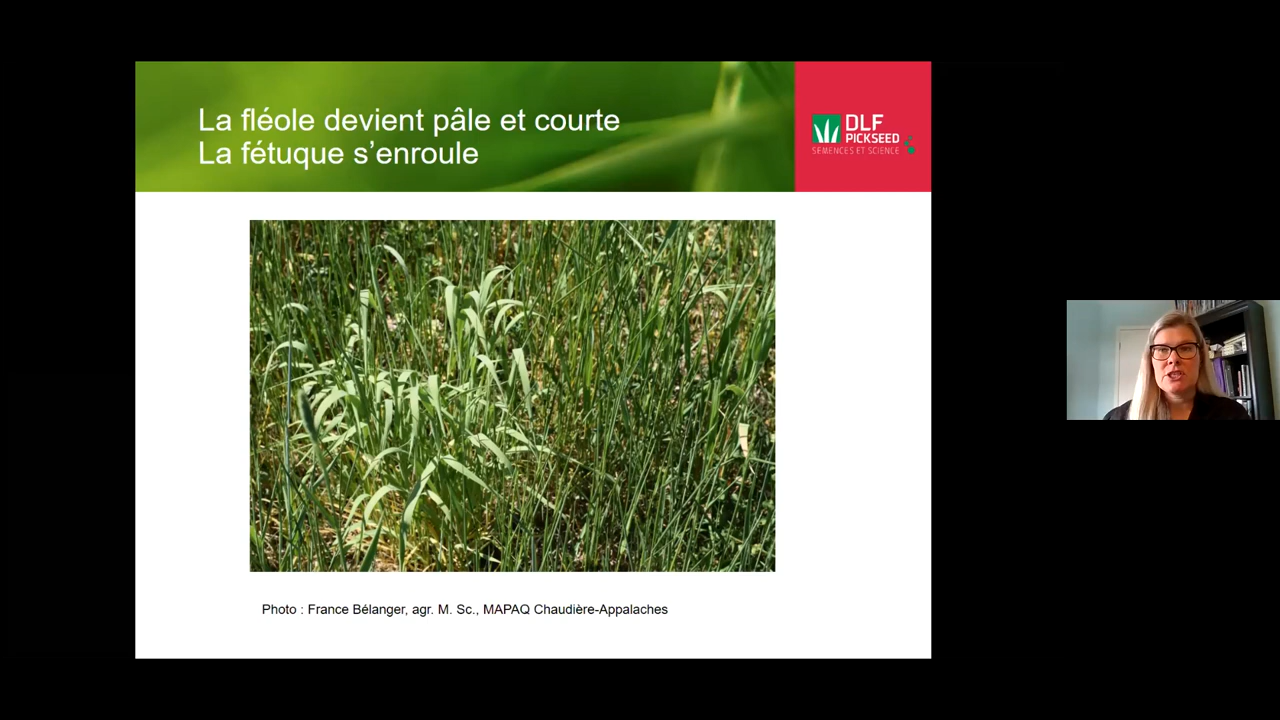 La fléole devient pâle et courte
La fétuque s'enroule
DLF
PICKSEED
SEMENCES ET SCIENCE
Photo : France Bélanger, agr. M. Sc., MAPAQ Chaudière-Appalaches